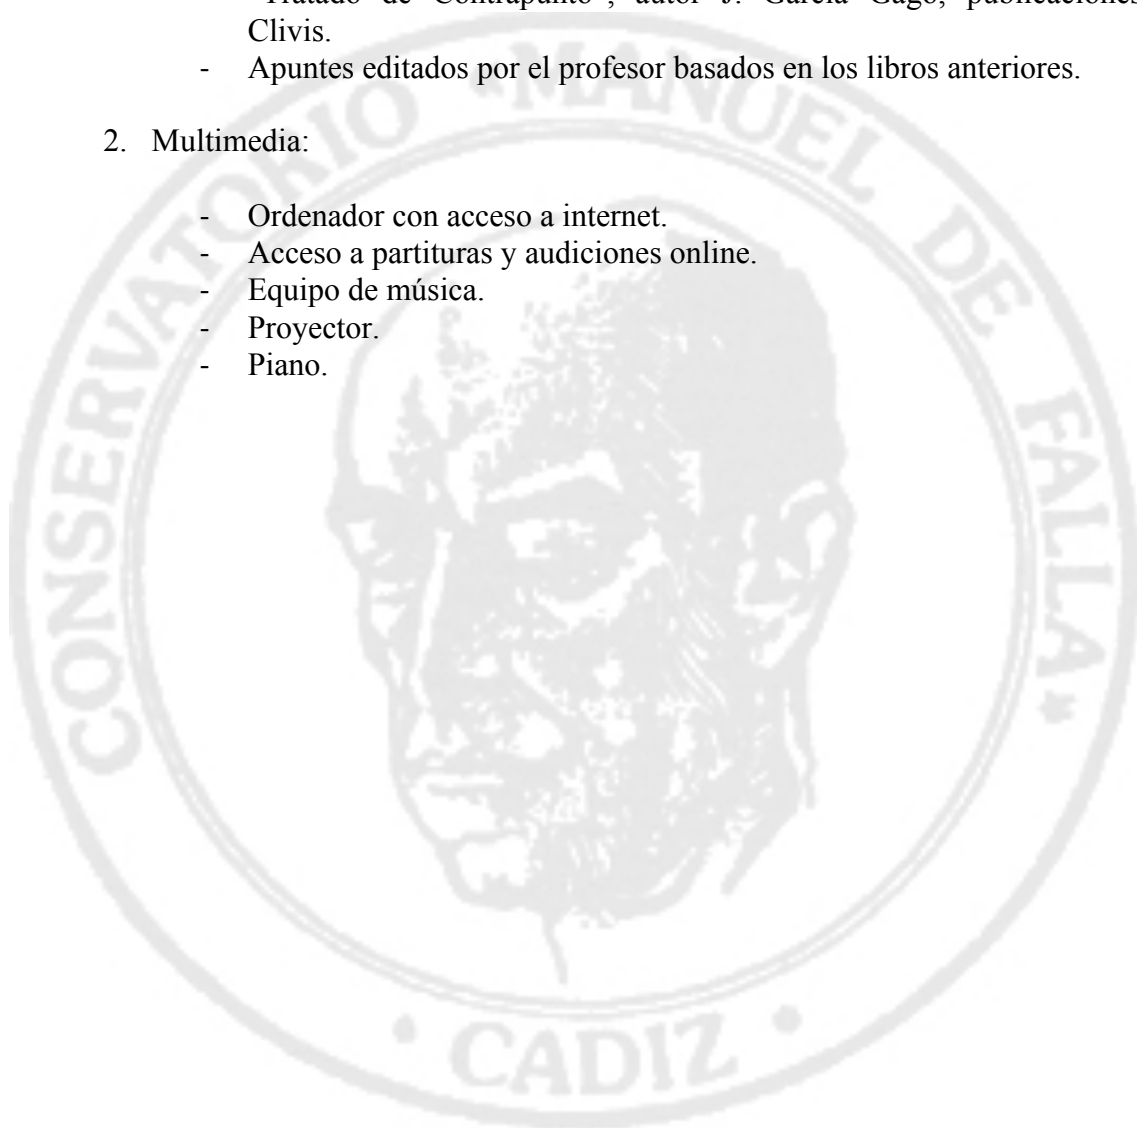 "Tratado de Contrapunto", autor J. García Gago, publicaciones
Clivis.
- Apuntes editados por el profesor basados en los libros anteriores.
2. Multimedia:
- Ordenador con acceso a internet.
- Acceso a partituras y audiciones online.
- Equipo de música.
- Proyector.
- Piano.
CONSERVATORIO «MANUEL DE FALLA»
• CADIZ •